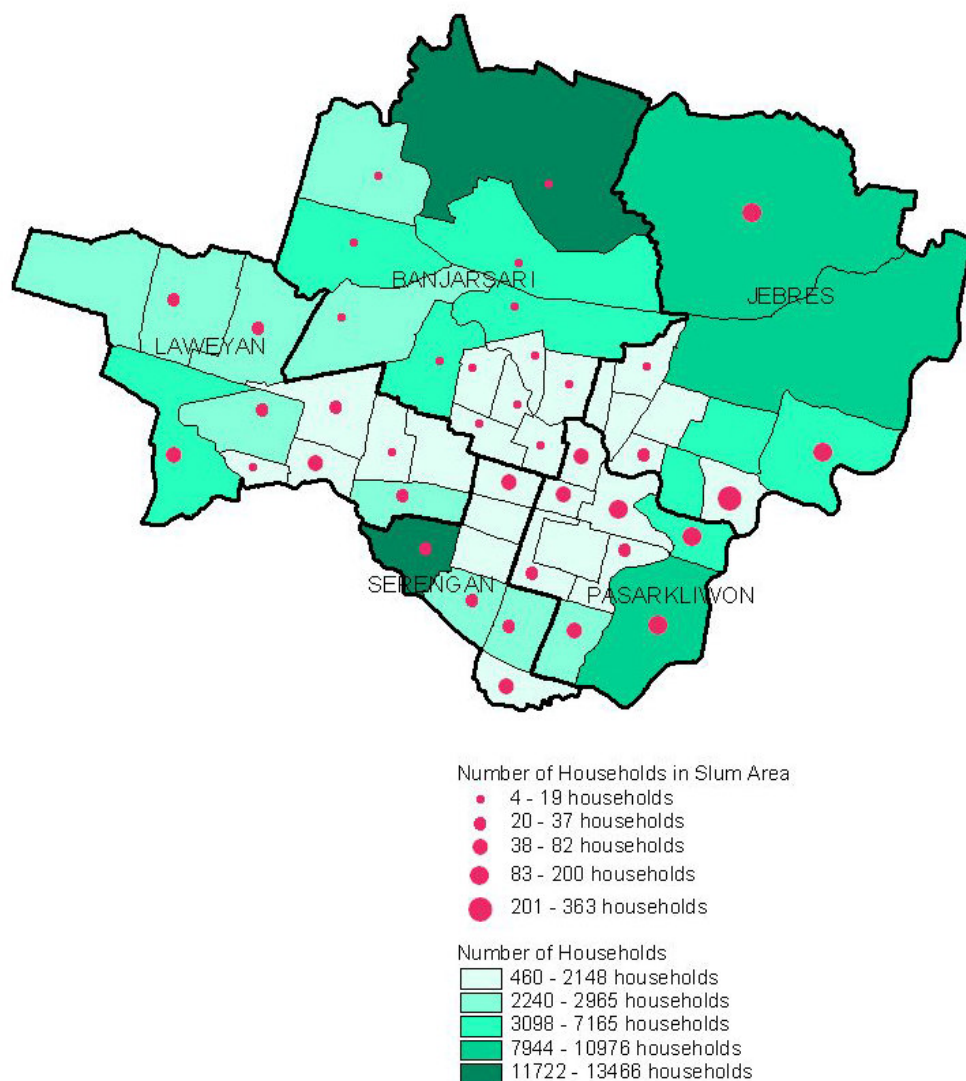 BANJARSARI
JEBRES
LAWEYAN
SERENGAN
PASARKLIWON
Number of Households in Slum Area
4 - 19 households
20 - 37 households
38 - 82 households
83 - 200 households
201 - 363 households
Number of Households
460 - 2148 households
2240 - 2965 households
3098 - 7165 households
7944 - 10976 households
11722 - 13466 households